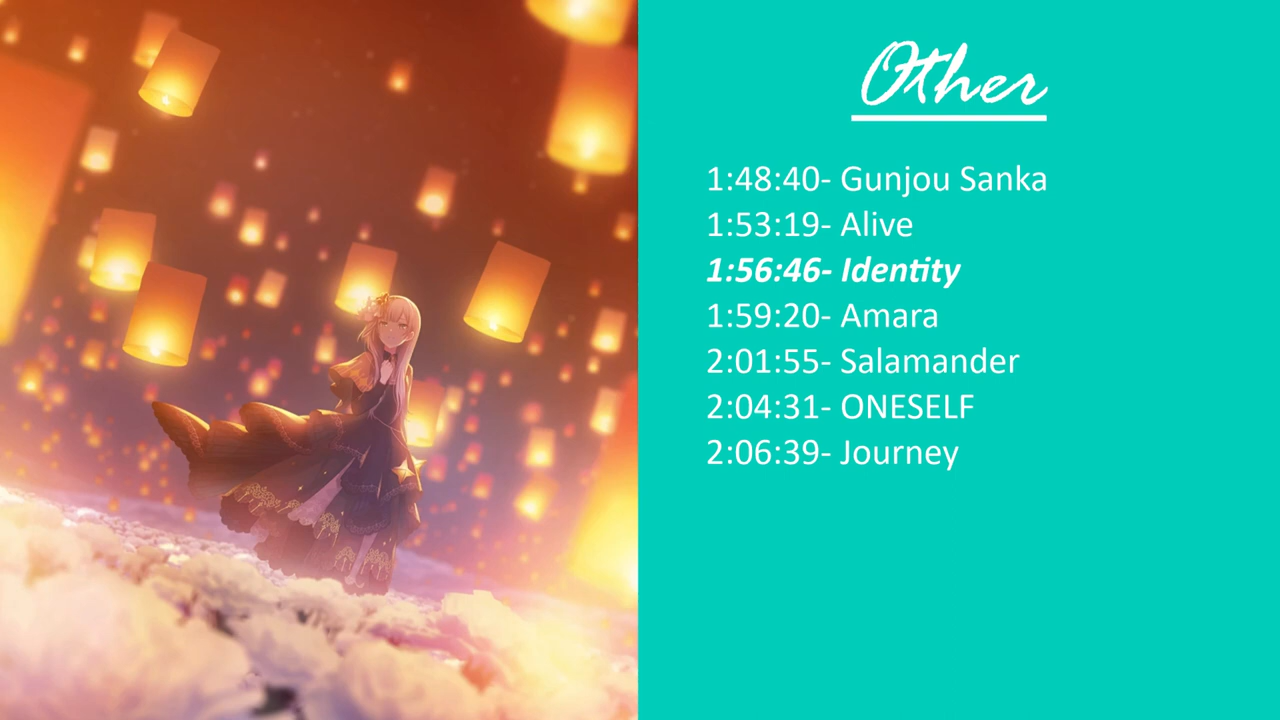 Other
1:48:40- Gunjou Sanka
1:53:19- Alive
1:56:46- Identity
1:59:20- Amara
2:01:55- Salamander
2:04:31- ONESELF
2:06:39- Journey